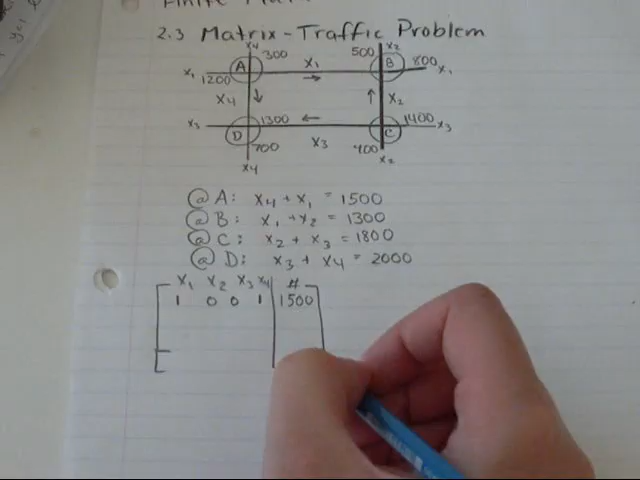 2.3 Matrix-Traffic Problem
x4 300 500 x2
x1 A x1 B 800 x1
1200
x4 x2
x3 1300 1400 x3
D x3 C
700 400
x4 x2
@ A: x4 + x1 = 1500
@ B: x1 + x2 = 1300
@ C: x2 + x3 = 1800
@ D: x3 + x4 = 2000
x1 x2 x3 x4 #
1 0 0 1 1500